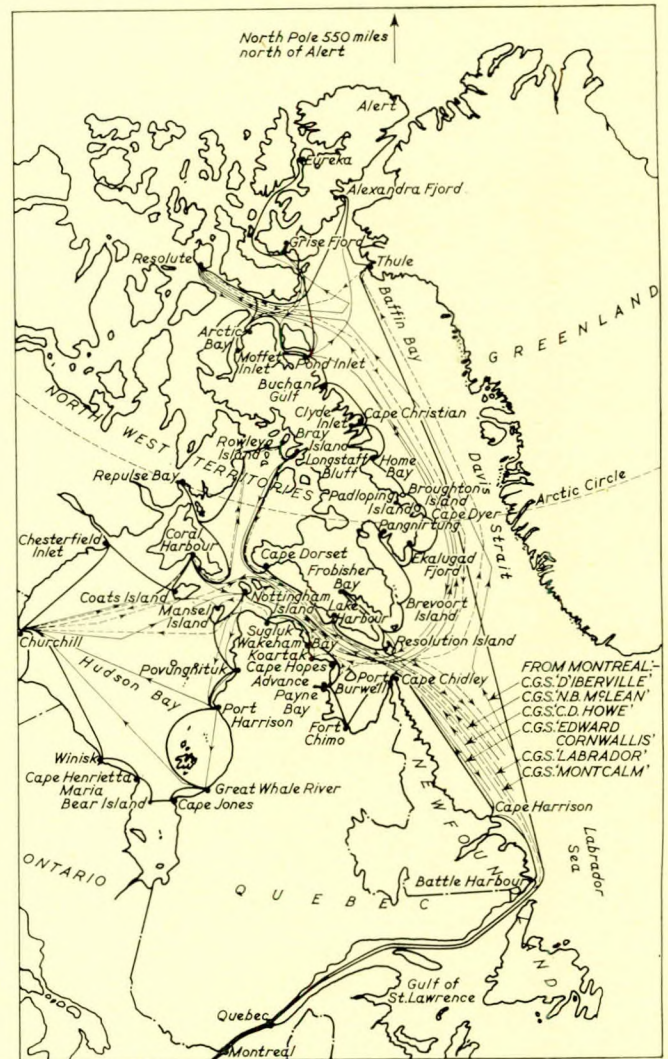 North Pole 550 miles
north of Alert
Alert
Eureka
Alexandra Fjord
Grise Fjord
Resolute
Thule
Baffin Bay
GREENLAND
Arctic
Bay
Moffet
Inlet
Pond Inlet
Buchan
Gulf
Clyde
Inlet
Cape Christian
NORTH WEST TERRITORIES
Rowley
Island
Bray
Island
Longstaff
Bluff
Home
Bay
Davis Strait
Repulse Bay
Padloping
Island
Broughton
Island
Cape Dyer
Arctic Circle
Pangnirtung
Chesterfield
Inlet
Coral
Harbour
Cape Dorset
Ekalugad
Fjord
Frobisher
Bay
Coats Island
Nottingham
Island
Lake
Harbour
Brevoort
Island
Mansel
Island
Churchill
Sugluk
Wakeham
Bay
Koartak
Resolution Island
Hudson Bay
Povungnituk
Cape Hopes
Advance
Port
Burwell
Cape Chidley
Payne
Bay
FROM MONTREAL:-
C.G.S.'D'IBERVILLE'
C.G.S.'N.B. McLEAN'
C.G.S.'C.D. HOWE'
C.G.S.'EDWARD
CORNWALLIS'
C.G.S.'LABRADOR'
C.G.S.'MONTCALM'
Port
Harrison
Fort
Chimo
Winisk
Cape Henrietta
Maria
Great Whale River
Bear Island
Cape Jones
Cape Harrison
NEWFOUNDLAND
Labrador
Sea
ONTARIO
QUEBEC
Battle Harbour
Gulf of
St. Lawrence
Quebec
Montreal